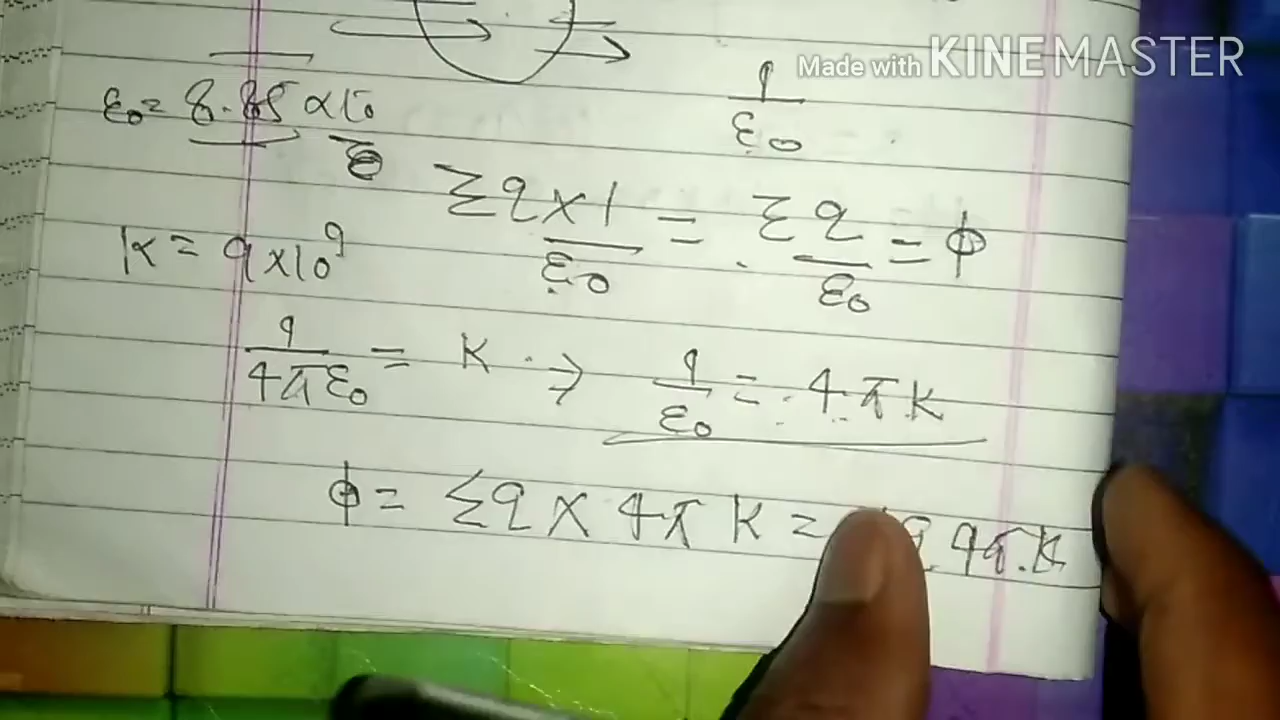 Made with KINEMASTER
1/ε₀
ε₀= 8.85 × 10
Σq×1/ε₀ = Σq/ε₀ = ϕ
K = 9×10⁹
1/4πε₀ = K ⇒ 1/ε₀ = 4πK
ϕ= Σq × 4πK = 4π.K